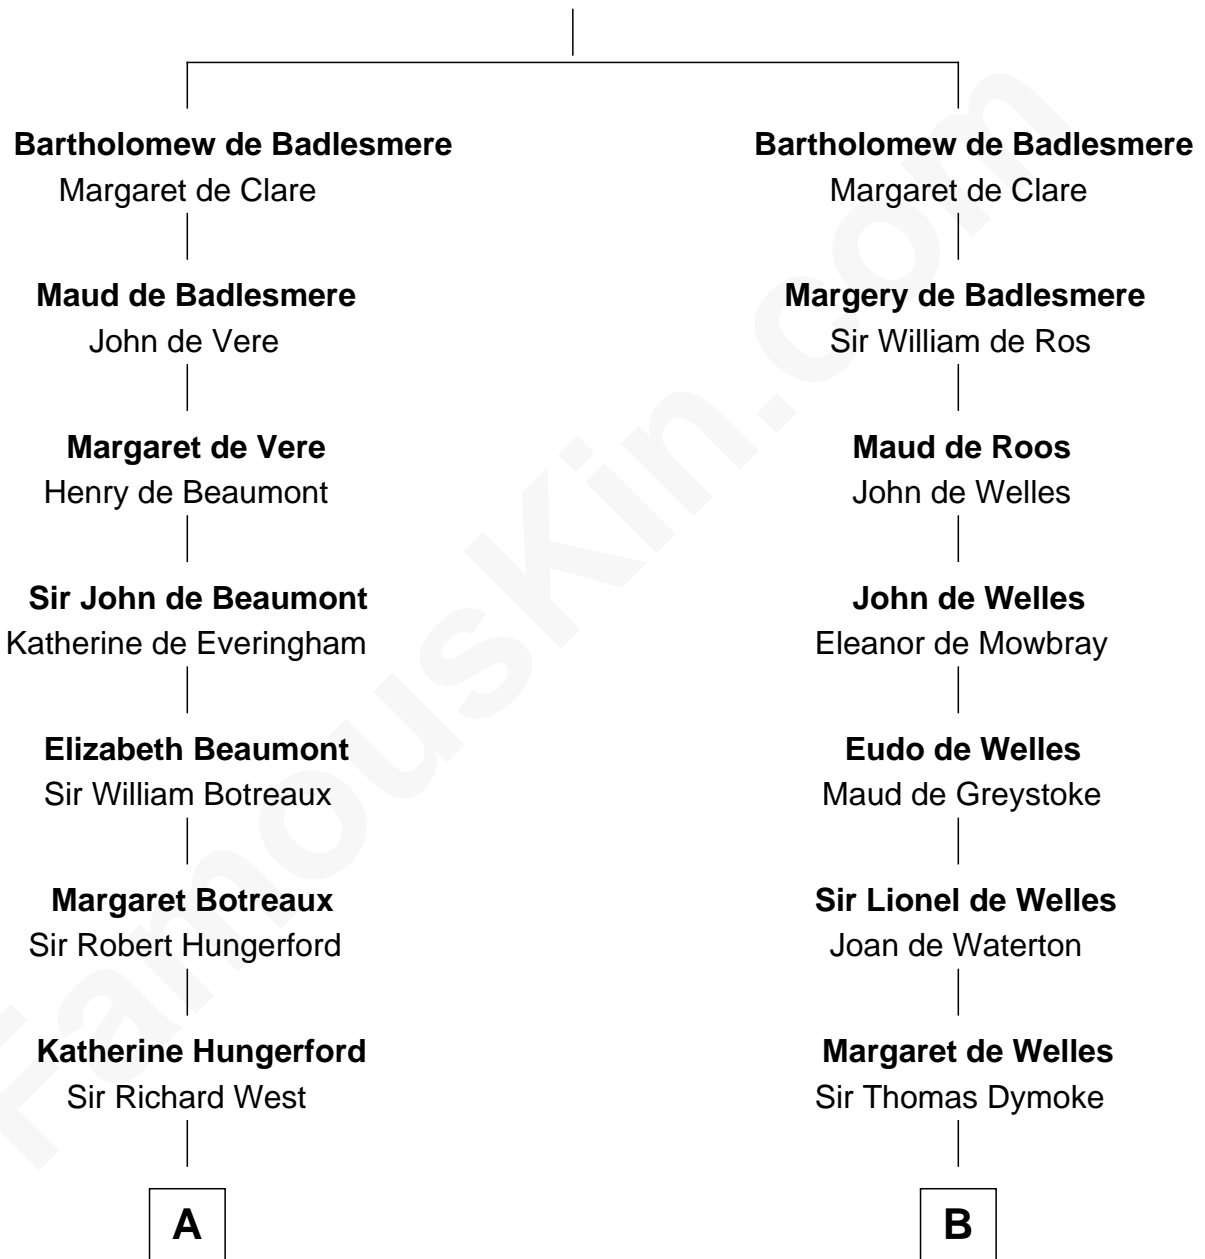 Bartholomew de Badlesmere
Margaret de Clare
Maud de Badlesmere
John de Vere
Margaret de Vere
Henry de Beaumont
Sir John de Beaumont
Katherine de Everingham
Elizabeth Beaumont
Sir William Botreaux
Margaret Botreaux
Sir Robert Hungerford
Katherine Hungerford
Sir Richard West
A
Bartholomew de Badlesmere
Margaret de Clare
Margery de Badlesmere
Sir William de Ros
Maud de Roos
John de Welles
John de Welles
Eleanor de Mowbray
Eudo de Welles
Maud de Greystoke
Sir Lionel de Welles
Joan de Waterton
Margaret de Welles
Sir Thomas Dymoke
B
FamousKin.com